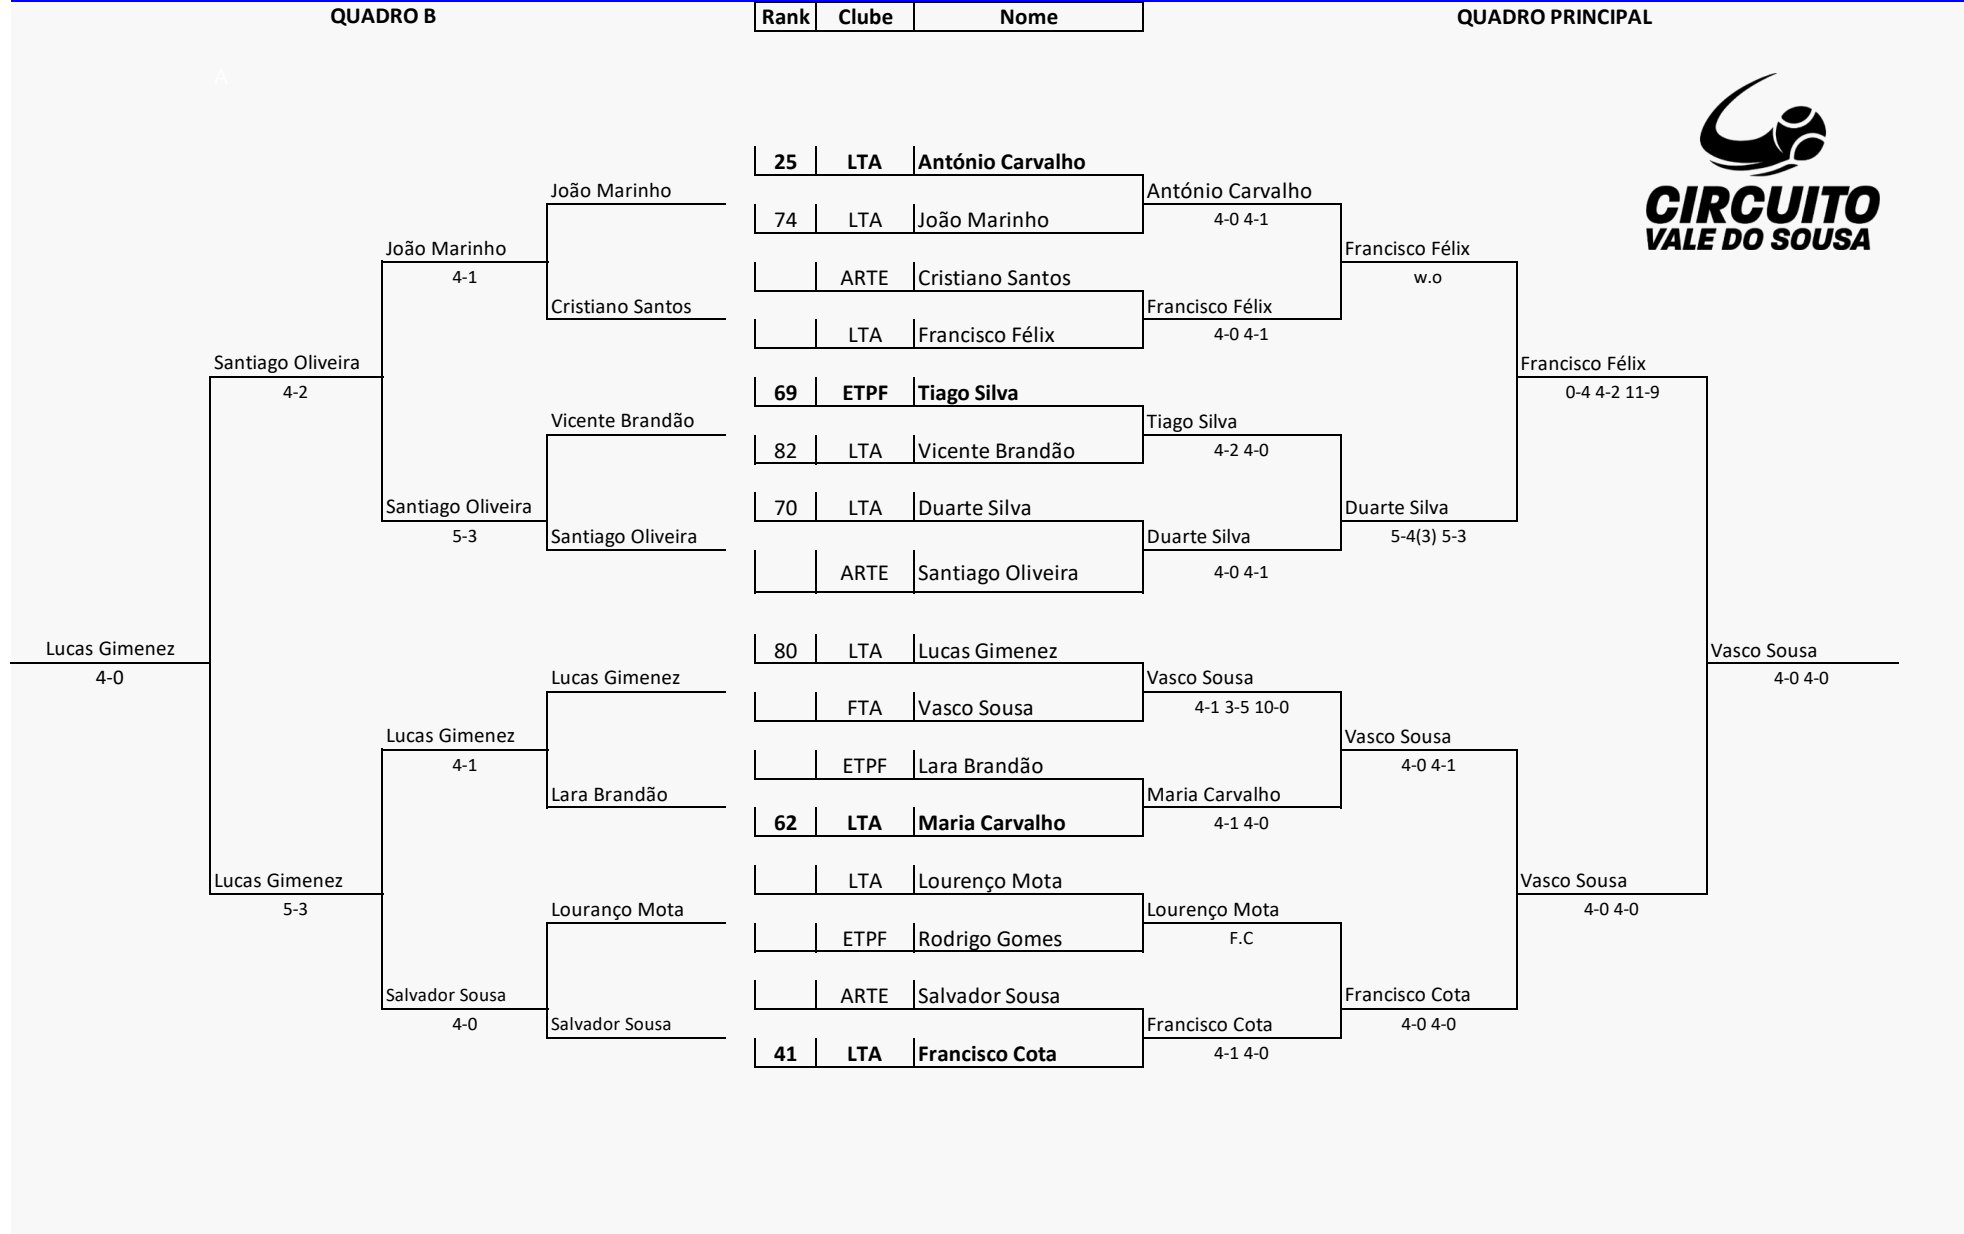 QUADRO B Rank Clube Nome QUADRO PRINCIPAL
A
CIRCUITO
VALE DO SOUSA
25 LTA António Carvalho
João Marinho António Carvalho
74 LTA João Marinho 4-0 4-1
João Marinho Francisco Félix
4-1 ARTE Cristiano Santos w.o
Cristiano Santos Francisco Félix
LTA Francisco Félix 4-0 4-1
Santiago Oliveira Francisco Félix
4-2 69 ETPF Tiago Silva 0-4 4-2 11-9
Vicente Brandão Tiago Silva
82 LTA Vicente Brandão 4-2 4-0
Santiago Oliveira 70 LTA Duarte Silva Duarte Silva
5-3 Santiago Oliveira Duarte Silva 5-4(3) 5-3
ARTE Santiago Oliveira 4-0 4-1
Lucas Gimenez 80 LTA Lucas Gimenez Vasco Sousa
4-0 Lucas Gimenez Vasco Sousa 4-0 4-0
FTA Vasco Sousa 4-1 3-5 10-0
Lucas Gimenez Vasco Sousa
4-1 ETPF Lara Brandão 4-0 4-1
Lara Brandão Maria Carvalho
62 LTA Maria Carvalho 4-1 4-0
Lucas Gimenez LTA Lourenço Mota Vasco Sousa
5-3 Louranço Mota Lourenço Mota 4-0 4-0
ETPF Rodrigo Gomes F.C
Salvador Sousa ARTE Salvador Sousa Francisco Cota
4-0 Salvador Sousa Francisco Cota 4-0 4-0
41 LTA Francisco Cota 4-1 4-0